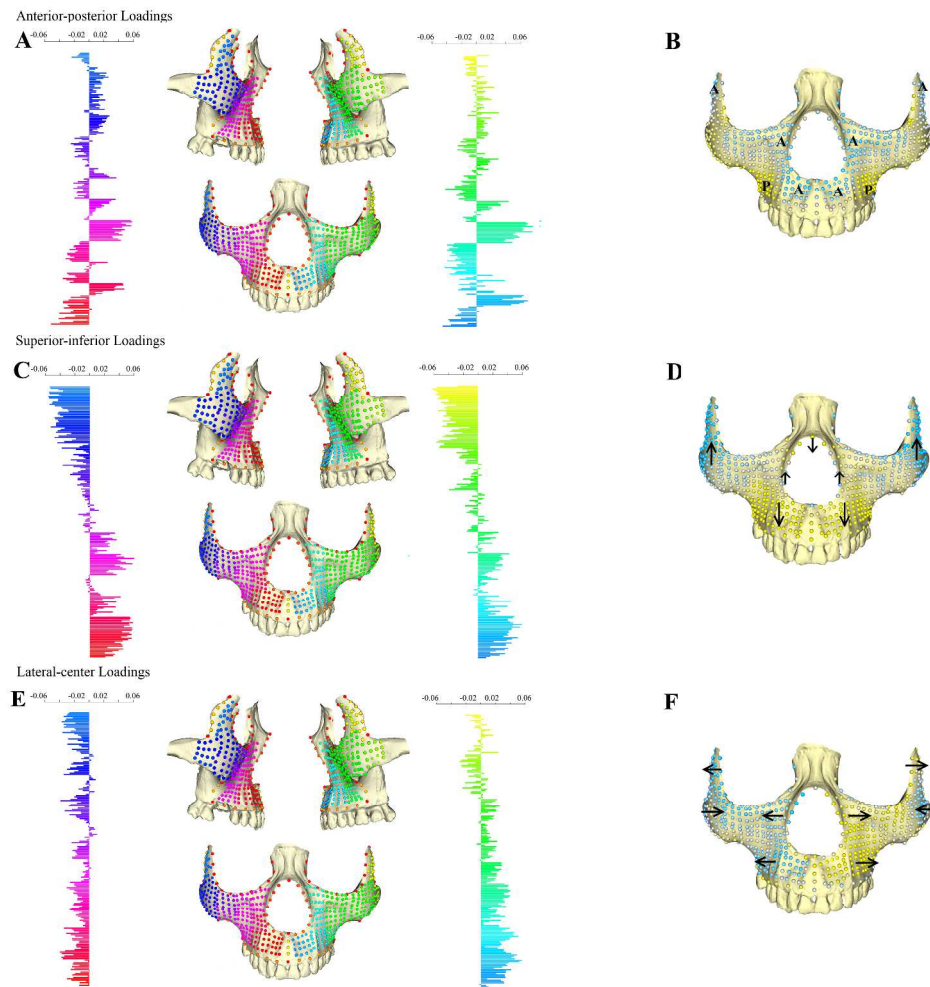 Anterior-posterior Loadings
A
-0.06 -0.02 0.02 0.06
-0.06 -0.02 0.02 0.06
B
A A
A A
P A A P
Superior-inferior Loadings
C
-0.06 -0.02 0.02 0.06
-0.06 -0.02 0.02 0.06
D
Lateral-center Loadings
E
-0.06 -0.02 0.02 0.06
-0.06 -0.02 0.02 0.06
F